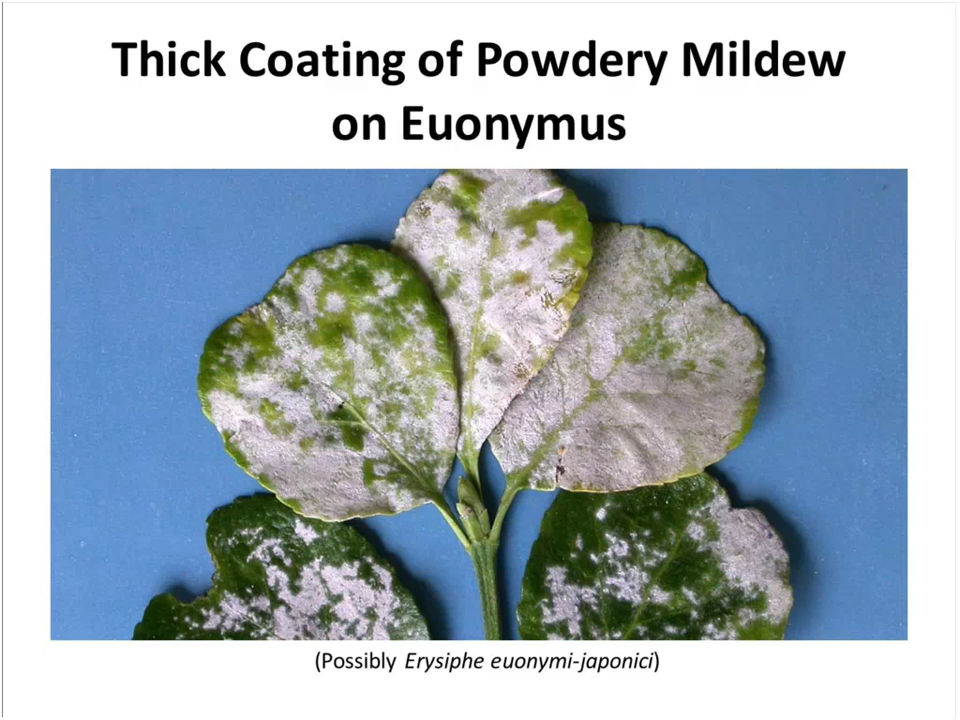 Thick Coating of Powdery Mildew
on Euonymus
(Possibly Erysiphe euonymi-japonici)